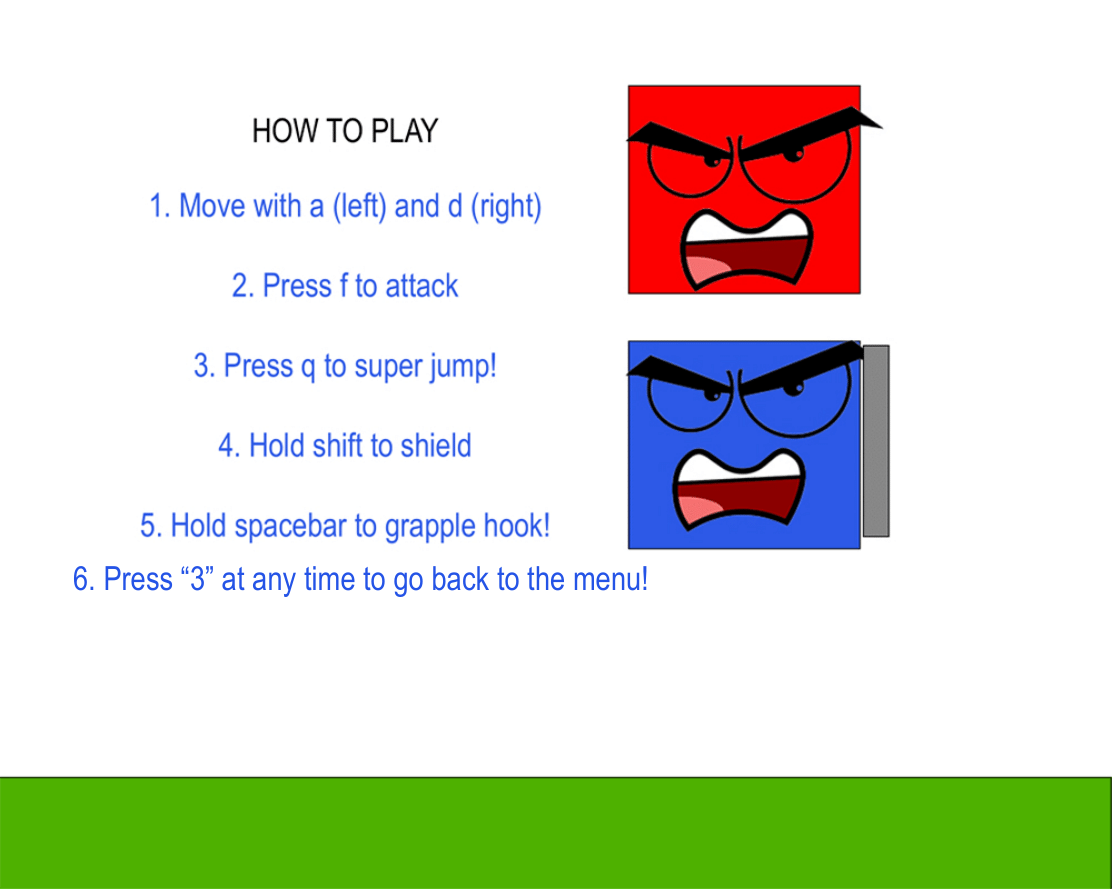 HOW TO PLAY
1. Move with a (left) and d (right)
2. Press f to attack
3. Press q to super jump!
4. Hold shift to shield
5. Hold spacebar to grapple hook!
6. Press “3” at any time to go back to the menu!